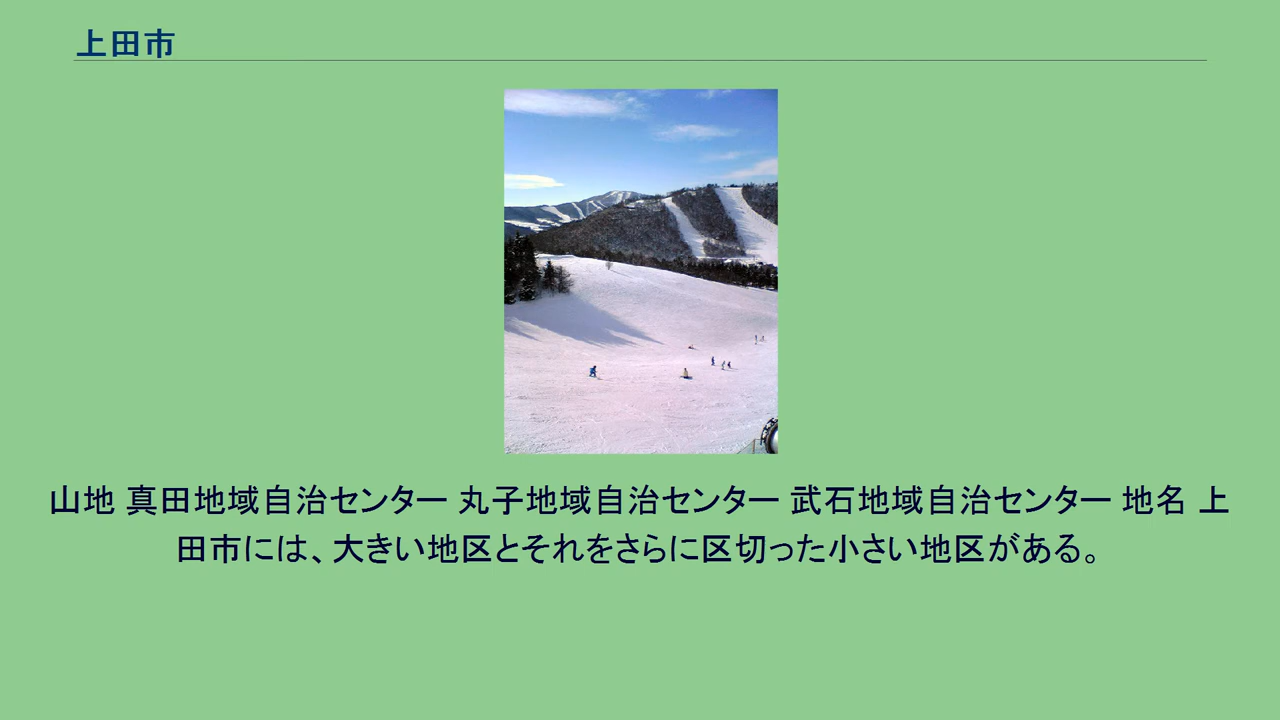 上田市
山地 真田地域自治センター 丸子地域自治センター 武石地域自治センター 地名 上
田市には、大きい地区とそれをさらに区切った小さい地区がある。